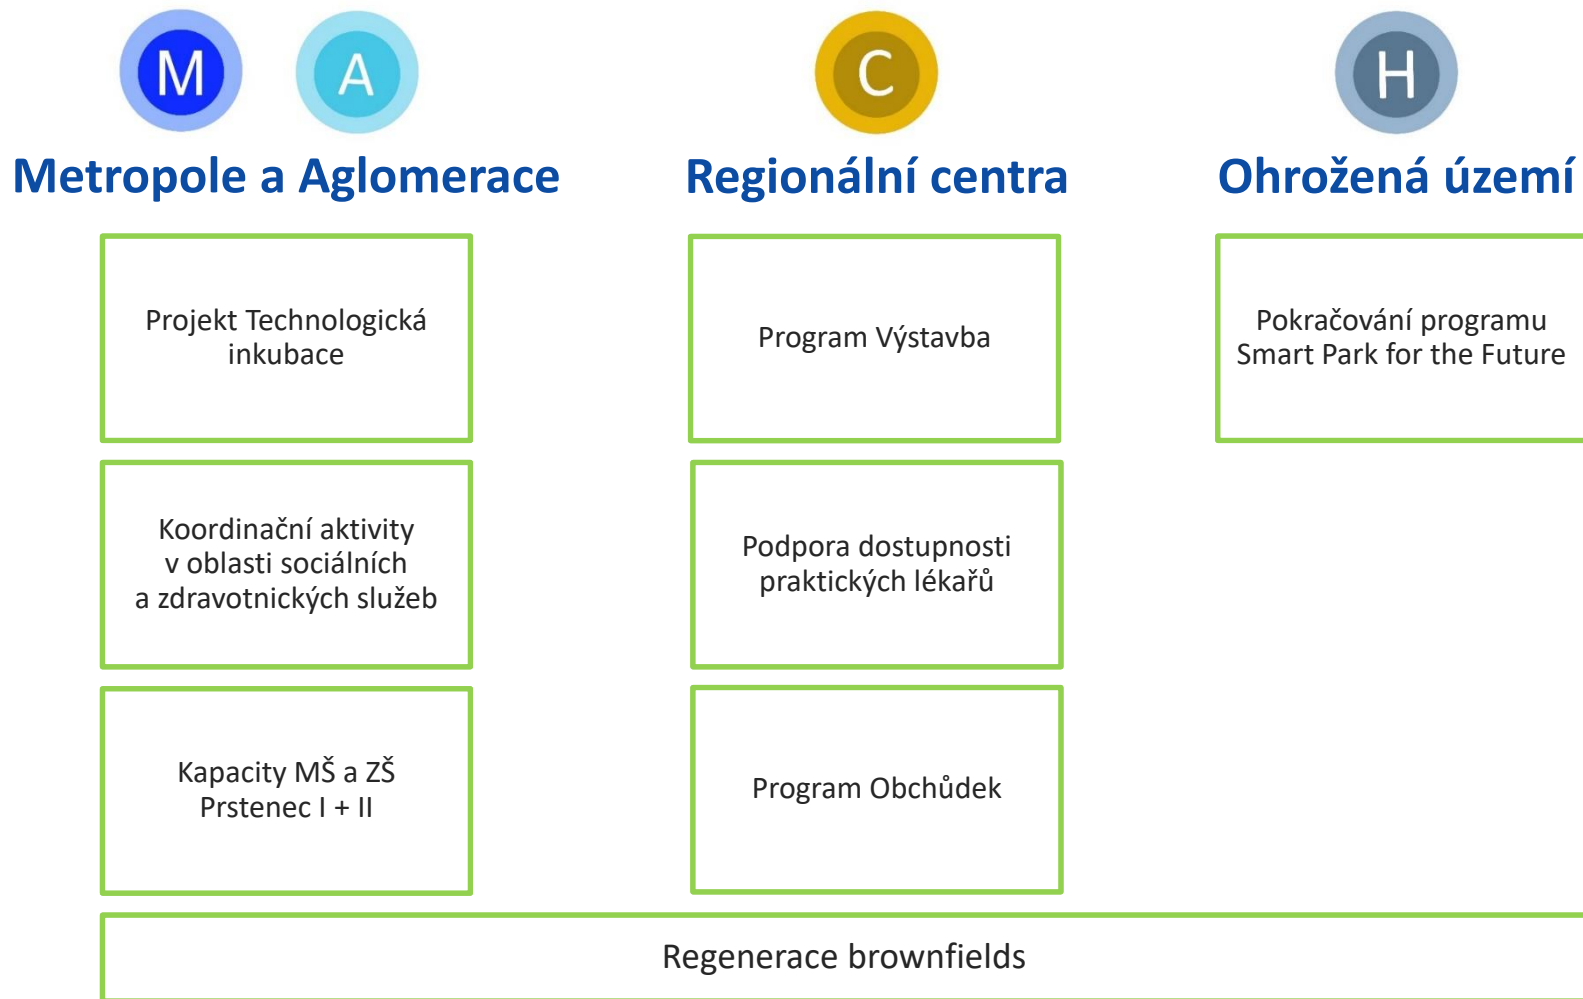 M
A
C
H
Metropole a Aglomerace
Regionální centra
Ohrožená území
Projekt Technologická
inkubace
Program Výstavba
Pokračování programu
Smart Park for the Future
Koordinační aktivity
v oblasti sociálních
a zdravotnických služeb
Podpora dostupnosti
praktických lékařů
Kapacity MŠ a ZŠ
Prstenec I + II
Program Obchůdek
Regenerace brownfields